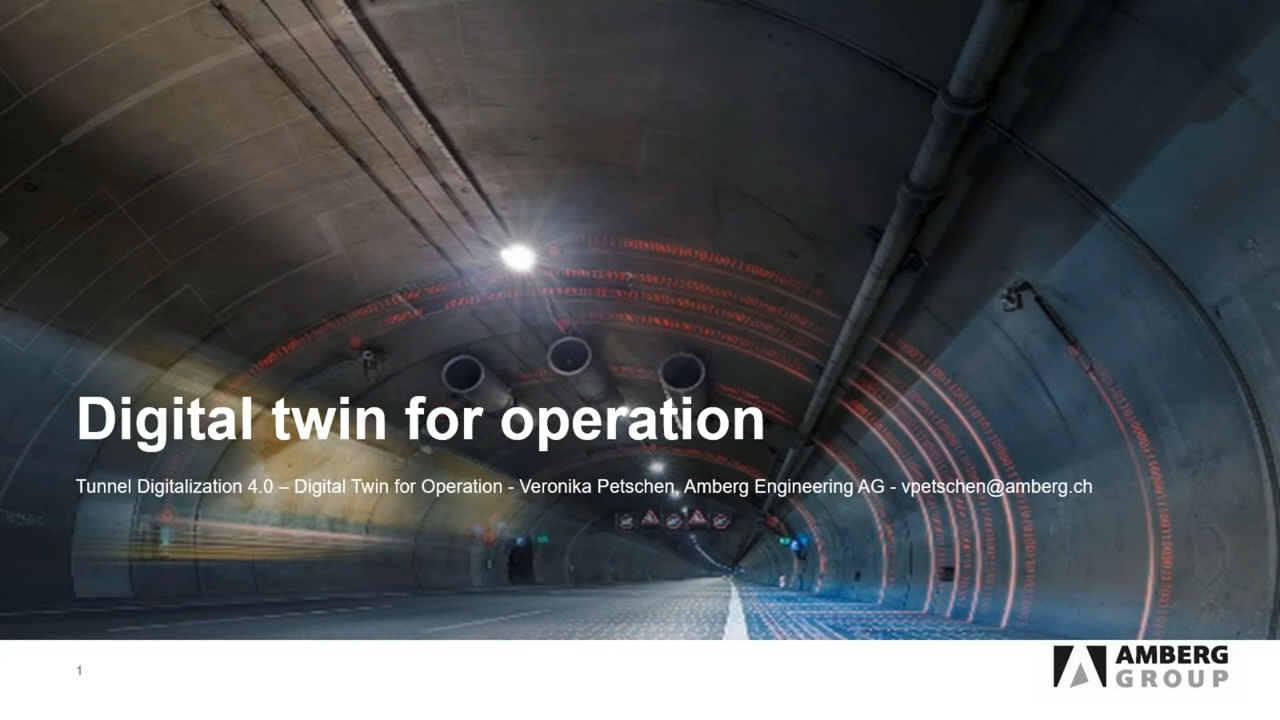 Digital twin for operation
Tunnel Digitalization 4.0 – Digital Twin for Operation - Veronika Petschen, Amberg Engineering AG - vpetschen@amberg.ch
1
AMBERG
GROUP